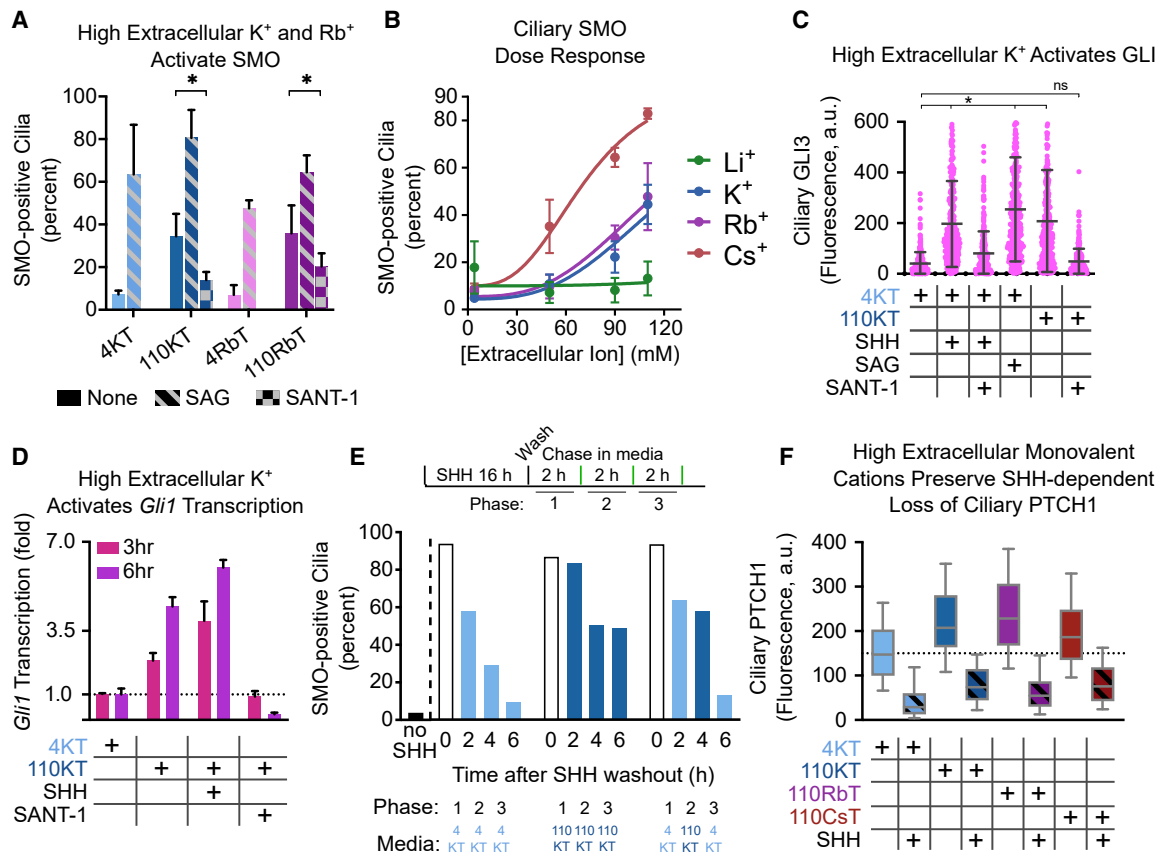 A
High Extracellular K+ and Rb+
Activate SMO
SMO-positive Cilia
(percent)
100
80
60
40
20
0
*
*
4KT
110KT
4RbT
110RbT
None
SAG
SANT-1
B
Ciliary SMO
Dose Response
SMO-positive Cilia
(percent)
90
80
70
60
50
40
30
20
10
0
0
30
60
90
120
[Extracellular Ion] (mM)
Li+
K+
Rb+
Cs+
C
High Extracellular K+ Activates GLI
ns
*
Ciliary GLI3
(Fluorescence, a.u.)
600
400
200
0
4KT + + + +
110KT + +
SHH + +
SAG +
SANT-1 + +
D
High Extracellular K+
Activates Gli1 Transcription
Gli1 Transcription (fold)
7.0
3.5
1.0
3hr
6hr
4KT +
110KT + + +
SHH +
SANT-1 +
E
Wash
Chase in media
SHH 16 h
2 h
2 h
2 h
Phase: 1 2 3
SMO-positive Cilia
(percent)
100
80
60
40
20
0
no
SHH
0 2 4 6 0 2 4 6 0 2 4 6
Time after SHH washout (h)
Phase: 1 2 3 1 2 3 1 2 3
Media: 4 4 4 110 110 110 4 110 4
KT KT KT KT KT KT KT KT KT
F
High Extracellular Monovalent
Cations Preserve SHH-dependent
Loss of Ciliary PTCH1
Ciliary PTCH1
(Fluorescence, a.u.)
400
300
200
100
0
4KT + +
110KT + +
110RbT + +
110CsT + +
SHH + + + +